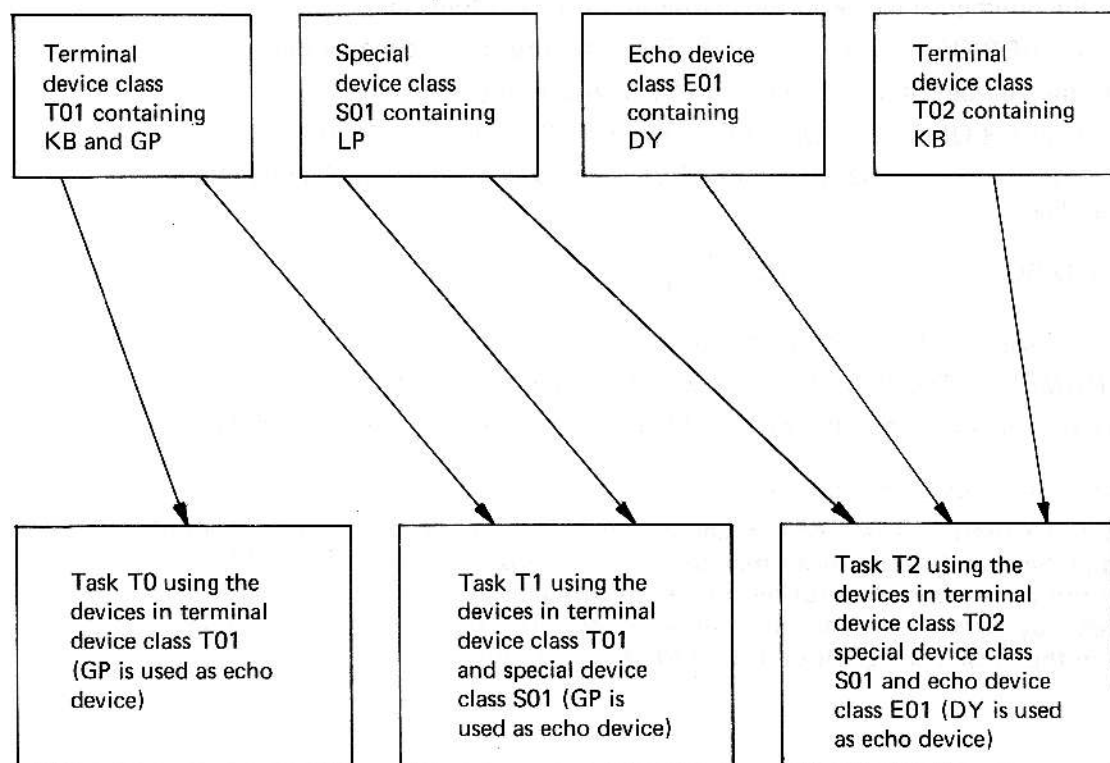 Terminal
device class
T01 containing
KB and GP
Special
device class
S01 containing
LP
Echo device
class E01
containing
DY
Terminal
device class
T02 containing
KB
Task T0 using the
devices in terminal
device class T01
(GP is used as echo
device)
Task T1 using the
devices in terminal
device class T01
and special device
class S01 (GP is
used as echo device)
Task T2 using the
devices in terminal
device class T02
special device class
S01 and echo device
class E01 (DY is used
as echo device)